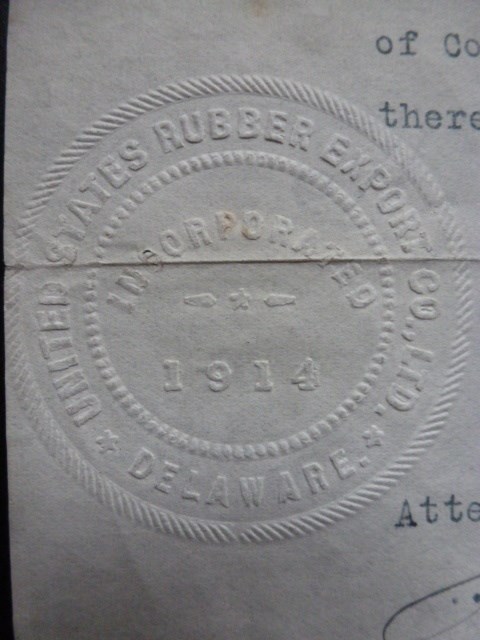 of Co
there
UNITED STATES RUBBER EXPORT CO., LTD.
INCORPORATED
1914
* DELAWARE. *
Atte